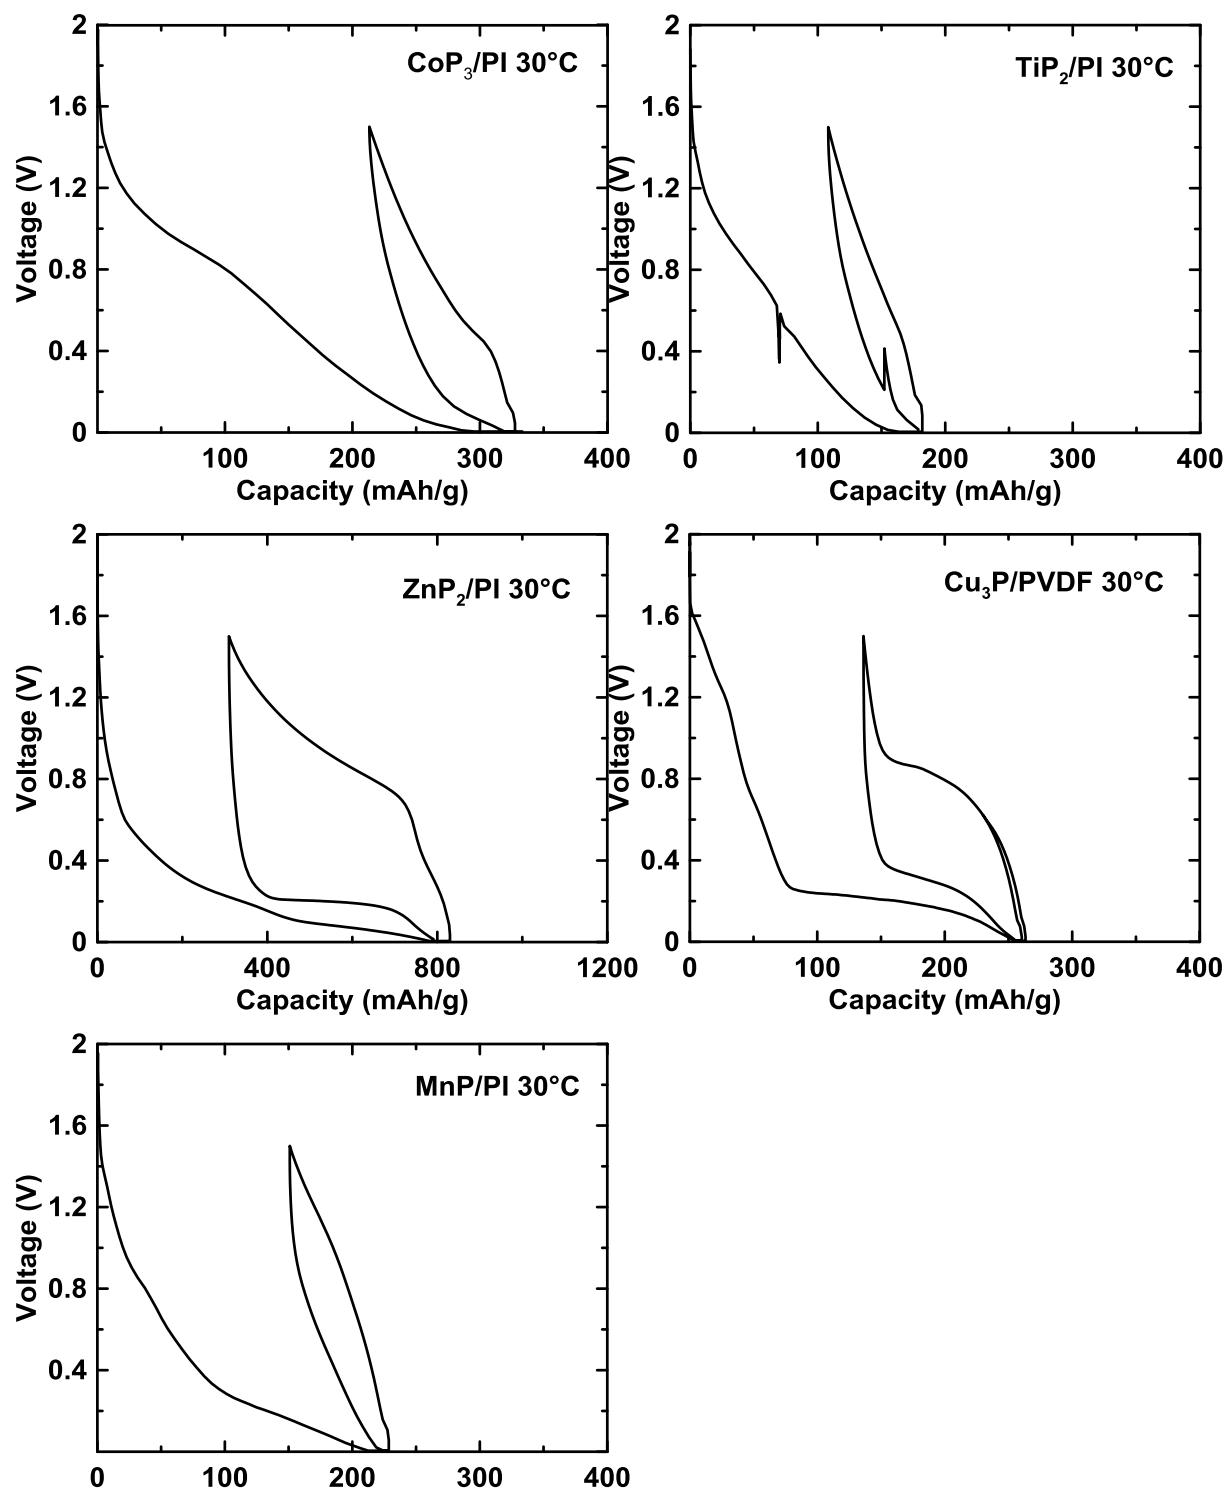 2
CoP3/PI 30°C
1.6
1.2
0.8
0.4
0
Voltage (V)
100 200 300 400
Capacity (mAh/g)
2
TiP2/PI 30°C
1.6
1.2
0.8
0.4
0
Voltage (V)
0 100 200 300 400
Capacity (mAh/g)
2
ZnP2/PI 30°C
1.6
1.2
0.8
0.4
0
Voltage (V)
0 400 800 1200
Capacity (mAh/g)
2
Cu3P/PVDF 30°C
1.6
1.2
0.8
0.4
0
Voltage (V)
0 100 200 300 400
Capacity (mAh/g)
2
MnP/PI 30°C
1.6
1.2
0.8
0.4
Voltage (V)
0 100 200 300 400